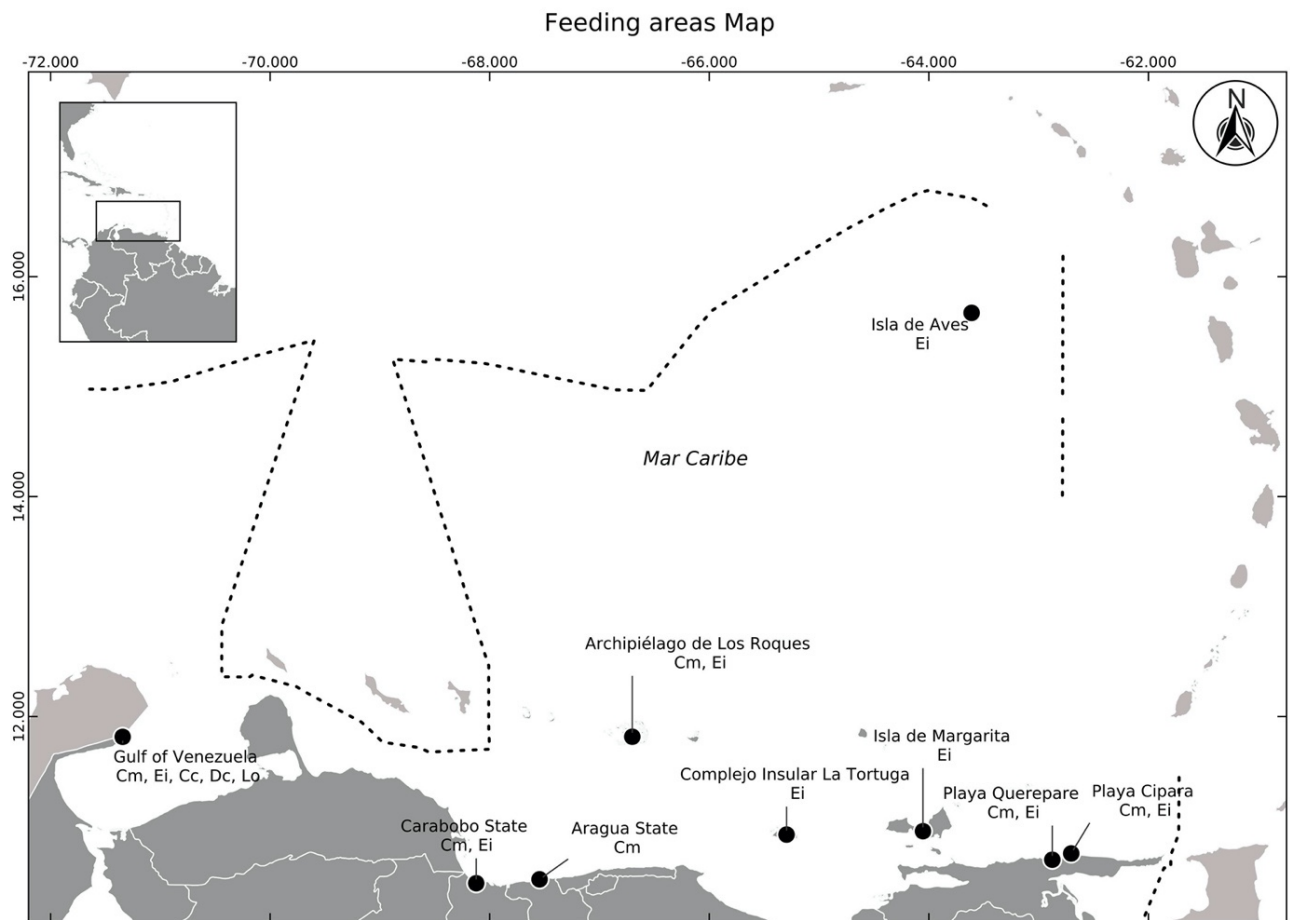 Feeding areas Map
-72.000
-70.000
-68.000
-66.000
-64.000
-62.000
N
16.000
Isla de Aves
Ei
Mar Caribe
14.000
Archipiélago de Los Roques
Cm, Ei
12.000
Gulf of Venezuela
Cm, Ei, Cc, Dc, Lo
Isla de Margarita
Ei
Complejo Insular La Tortuga
Ei
Playa Querepare
Cm, Ei
Playa Cipara
Cm, Ei
Carabobo State
Cm, Ei
Aragua State
Cm